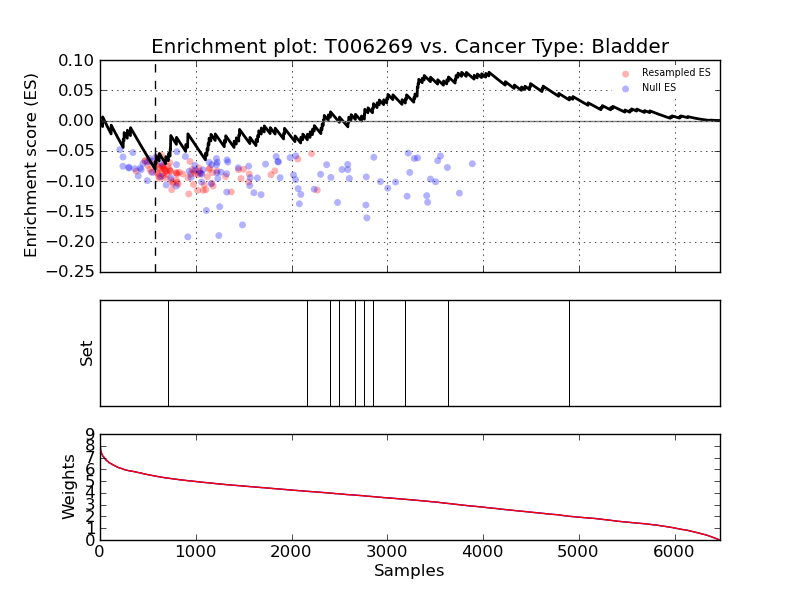 Enrichment plot: T006269 vs. Cancer Type: Bladder
Enrichment score (ES)
0.10
0.05
0.00
−0.05
−0.10
−0.15
−0.20
−0.25
Resampled ES
Null ES
Set
Weights
9
8
7
6
5
4
3
2
1
0
0 1000 2000 3000 4000 5000 6000
Samples